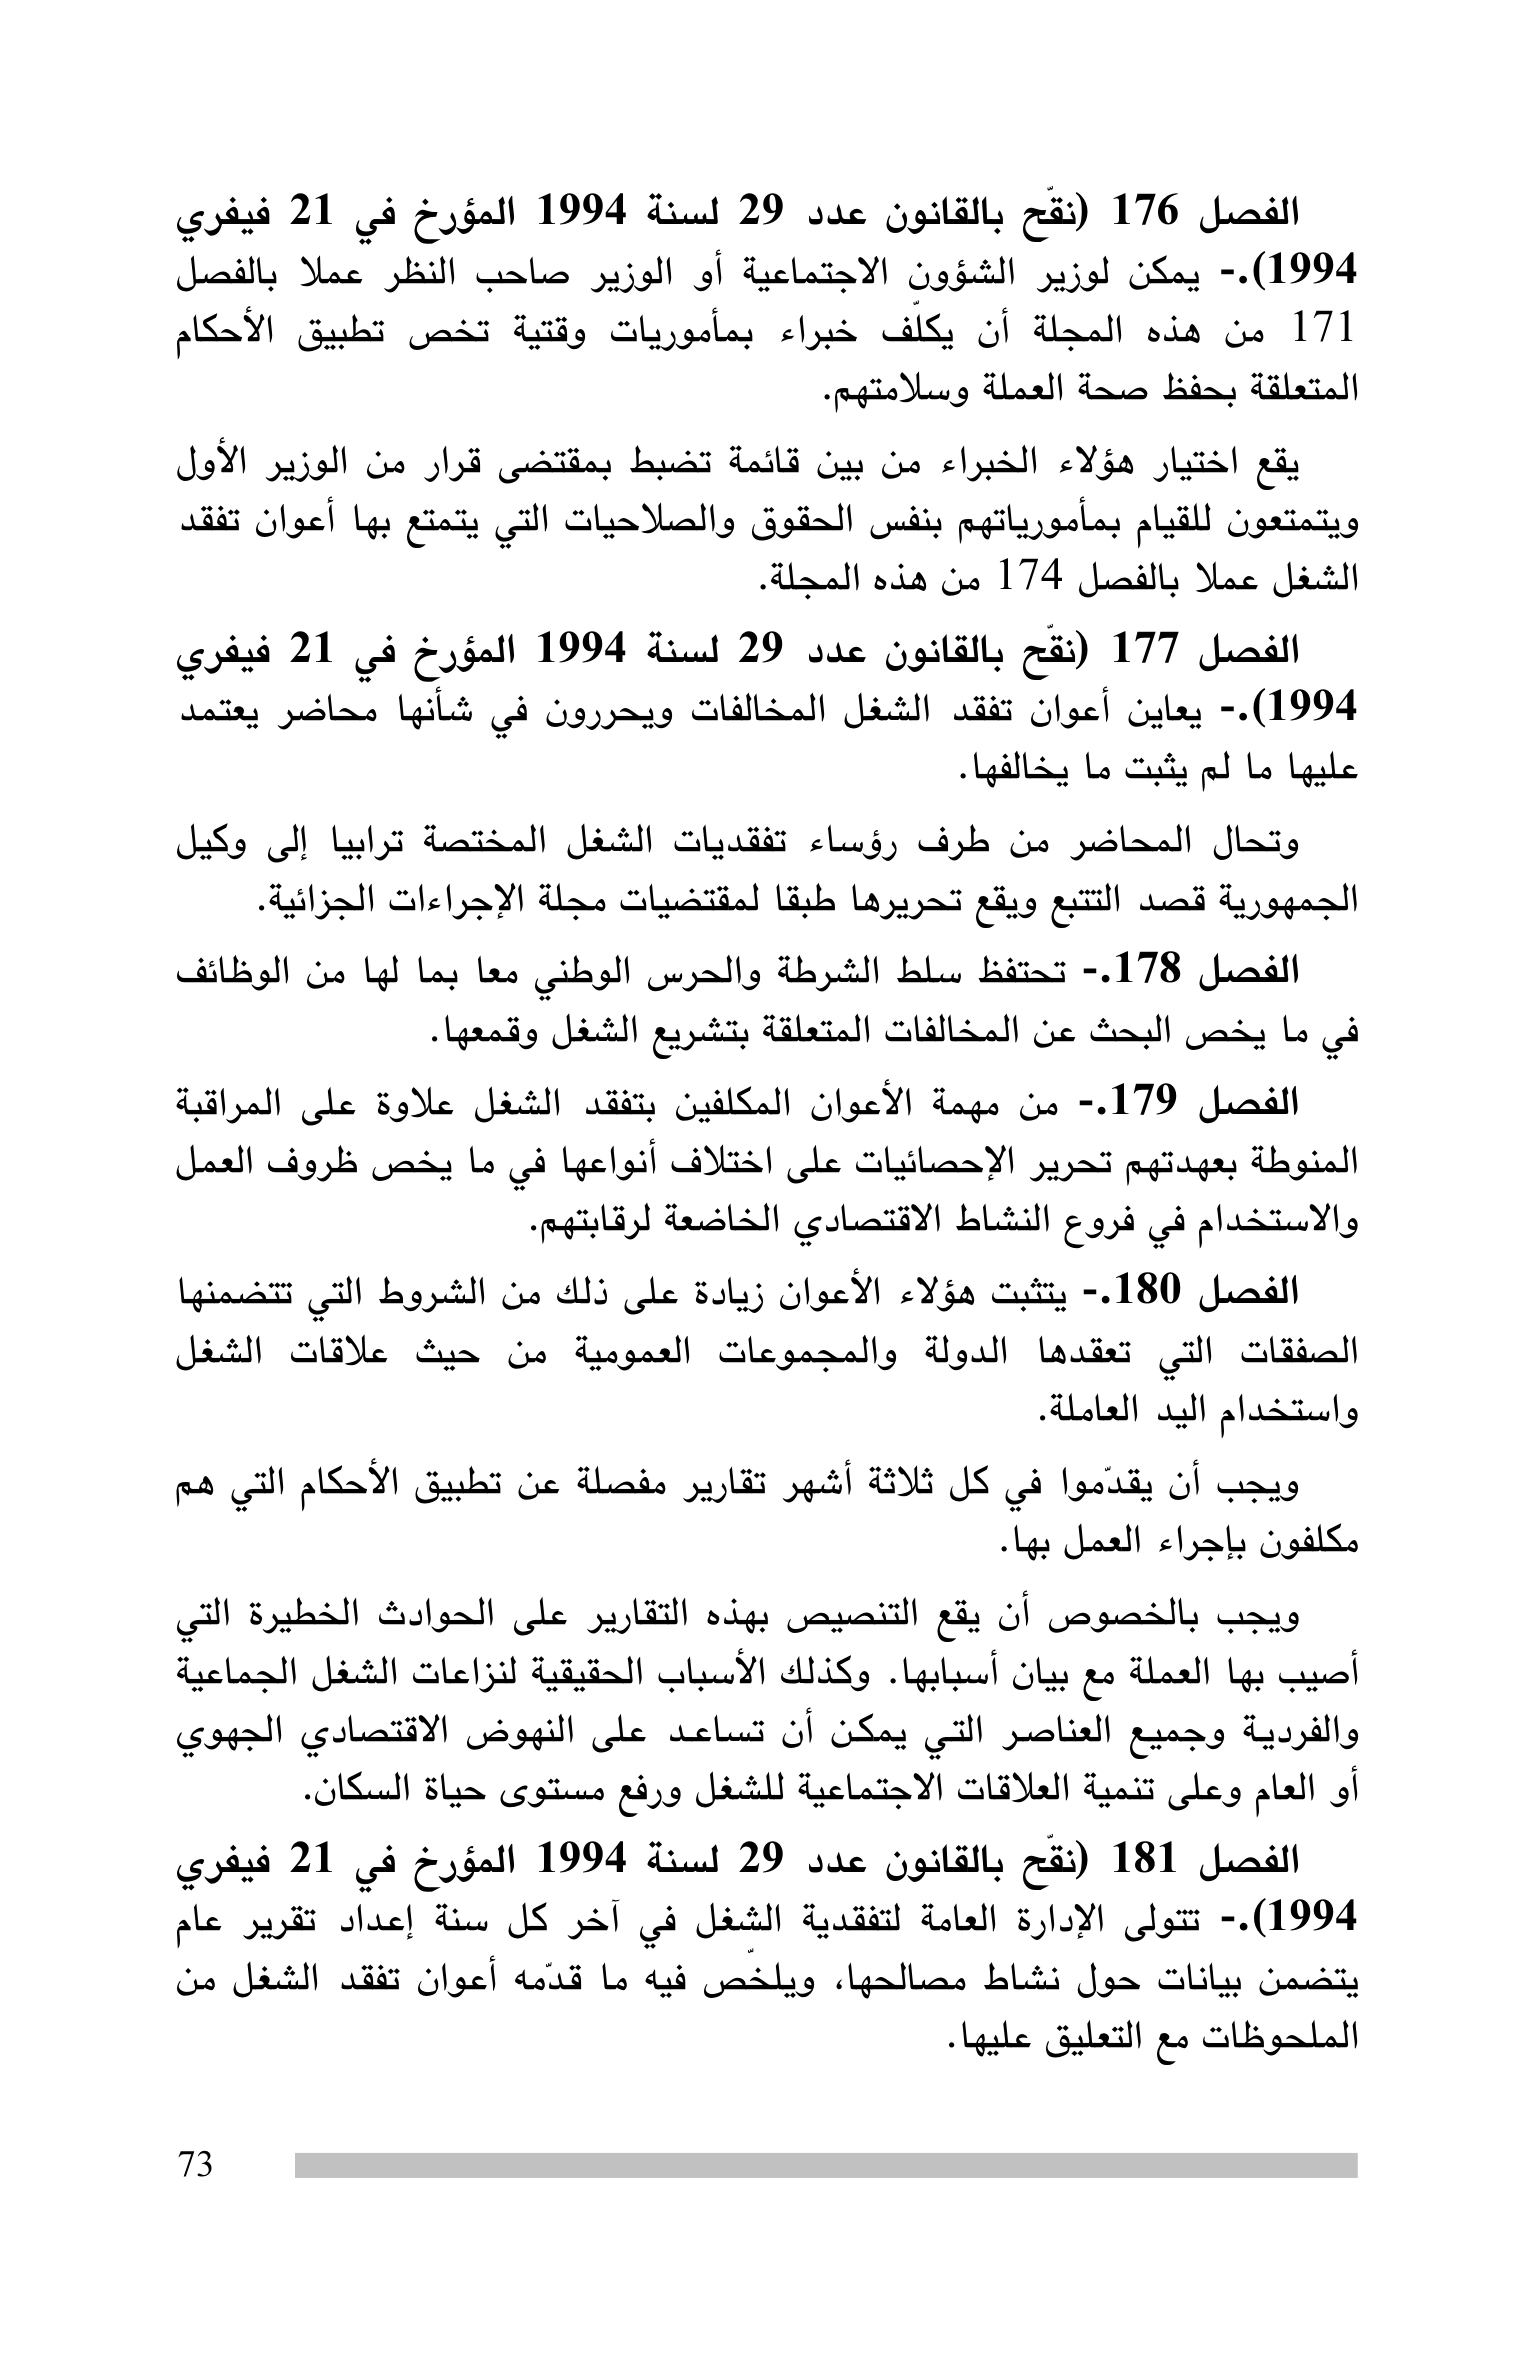 الفصل 176 (نقّح بالقانون عدد 29 لسنة 1994 المؤرخ في 21 فيفري
1994).- يمكن لوزير الشؤون الاجتماعية أو الوزير صاحب النظر عملا بالفصل
171 من هذه المجلة أن يكلّف خبراء بمأموريات وقتية تخص تطبيق الأحكام
المتعلقة بحفظ صحة العملة وسلامتهم.
يقع اختيار هؤلاء الخبراء من بين قائمة تضبط بمقتضى قرار من الوزير الأول
ويتمتعون للقيام بمأمورياتهم بنفس الحقوق والصلاحيات التي يتمتع بها أعوان تفقد
الشغل عملا بالفصل 174 من هذه المجلة.
الفصل 177 (نقّح بالقانون عدد 29 لسنة 1994 المؤرخ في 21 فيفري
1994).- يعاين أعوان تفقد الشغل المخالفات ويحررون في شأنها محاضر يعتمد
عليها ما لم يثبت ما يخالفها.
وتحال المحاضر من طرف رؤساء تفقديات الشغل المختصة ترابيا إلى وكيل
الجمهورية قصد التتبع ويقع تحريرها طبقا لمقتضيات مجلة الإجراءات الجزائية.
الفصل 178.- تحتفظ سلط الشرطة والحرس الوطني معا بما لها من الوظائف
في ما يخص البحث عن المخالفات المتعلقة بتشريع الشغل وقمعها.
الفصل 179.- من مهمة الأعوان المكلفين بتفقد الشغل علاوة على المراقبة
المنوطة بعهدتهم تحرير الإحصائيات على اختلاف أنواعها في ما يخص ظروف العمل
والاستخدام في فروع النشاط الاقتصادي الخاضعة لرقابتهم.
الفصل 180.- يتثبت هؤلاء الأعوان زيادة على ذلك من الشروط التي تتضمنها
الصفقات التي تعقدها الدولة والمجموعات العمومية من حيث علاقات الشغل
واستخدام اليد العاملة.
ويجب أن يقدّموا في كل ثلاثة أشهر تقارير مفصلة عن تطبيق الأحكام التي هم
مكلفون بإجراء العمل بها.
ويجب بالخصوص أن يقع التنصيص بهذه التقارير على الحوادث الخطيرة التي
أصيب بها العملة مع بيان أسبابها. وكذلك الأسباب الحقيقية لنزاعات الشغل الجماعية
والفردية وجميع العناصر التي يمكن أن تساعد على النهوض الاقتصادي الجهوي
أو العام وعلى تنمية العلاقات الاجتماعية للشغل ورفع مستوى حياة السكان.
الفصل 181 (نقّح بالقانون عدد 29 لسنة 1994 المؤرخ في 21 فيفري
1994).- تتولى الإدارة العامة لتفقدية الشغل في آخر كل سنة إعداد تقرير عام
يتضمن بيانات حول نشاط مصالحها، ويلخّص فيه ما قدّمه أعوان تفقد الشغل من
الملحوظات مع التعليق عليها.
73